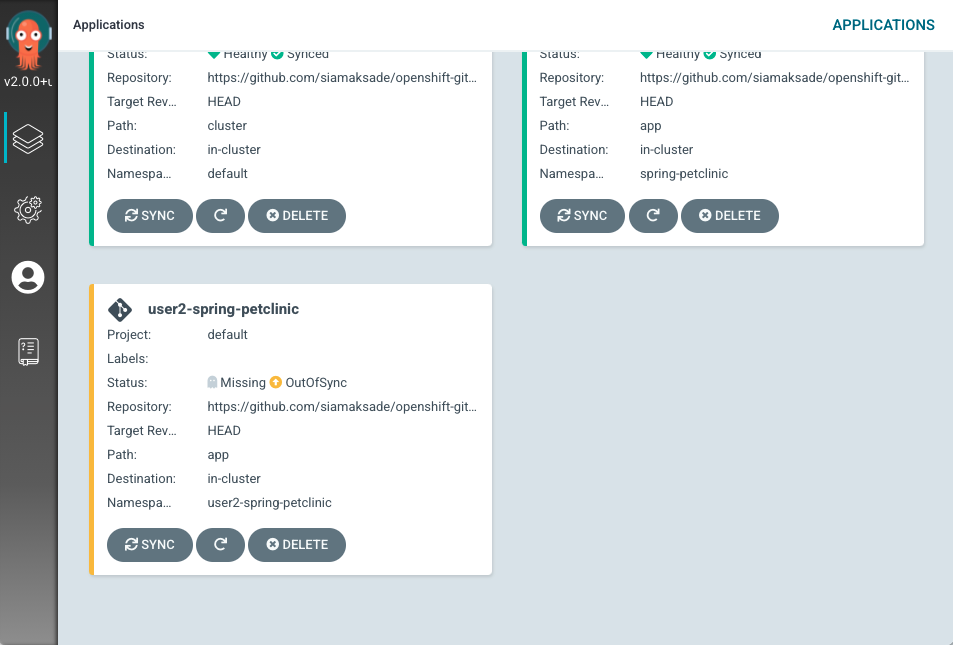 Applications
APPLICATIONS
v2.0.0+u
Status: Healthy Synced
Repository: https://github.com/siamaksade/openshift-git...
Target Rev... HEAD
Path: cluster
Destination: in-cluster
Namespa... default
SYNC DELETE
Status: Healthy Synced
Repository: https://github.com/siamaksade/openshift-git...
Target Rev... HEAD
Path: app
Destination: in-cluster
Namespa... spring-petclinic
SYNC DELETE
user2-spring-petclinic
Project: default
Labels:
Status: Missing OutOfSync
Repository: https://github.com/siamaksade/openshift-git...
Target Rev... HEAD
Path: app
Destination: in-cluster
Namespa... user2-spring-petclinic
SYNC DELETE